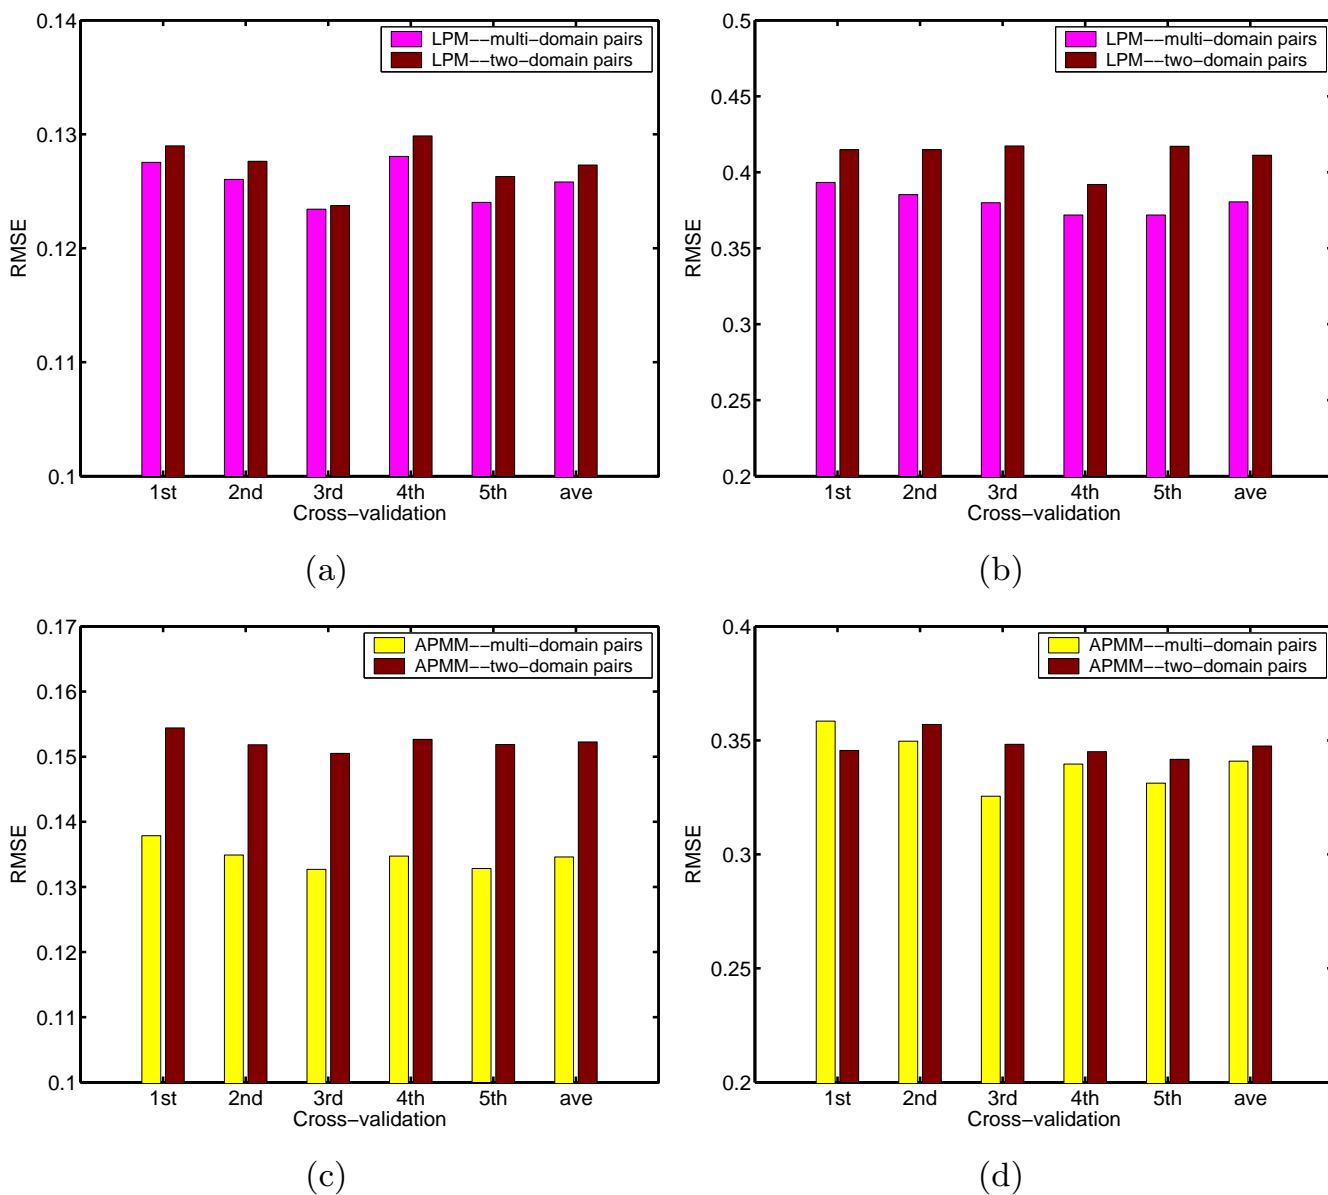 0.14
0.13
0.12
0.11
0.1
RMSE
LPM−−multi−domain pairs
LPM−−two−domain pairs
1st 2nd 3rd 4th 5th ave
Cross−validation
(a)
0.5
0.45
0.4
0.35
0.3
0.25
0.2
RMSE
LPM−−multi−domain pairs
LPM−−two−domain pairs
1st 2nd 3rd 4th 5th ave
Cross−validation
(b)
0.17
0.16
0.15
0.14
0.13
0.12
0.11
0.1
RMSE
APMM−−multi−domain pairs
APMM−−two−domain pairs
1st 2nd 3rd 4th 5th ave
Cross−validation
(c)
0.4
0.35
0.3
0.25
0.2
RMSE
APMM−−multi−domain pairs
APMM−−two−domain pairs
1st 2nd 3rd 4th 5th ave
Cross−validation
(d)